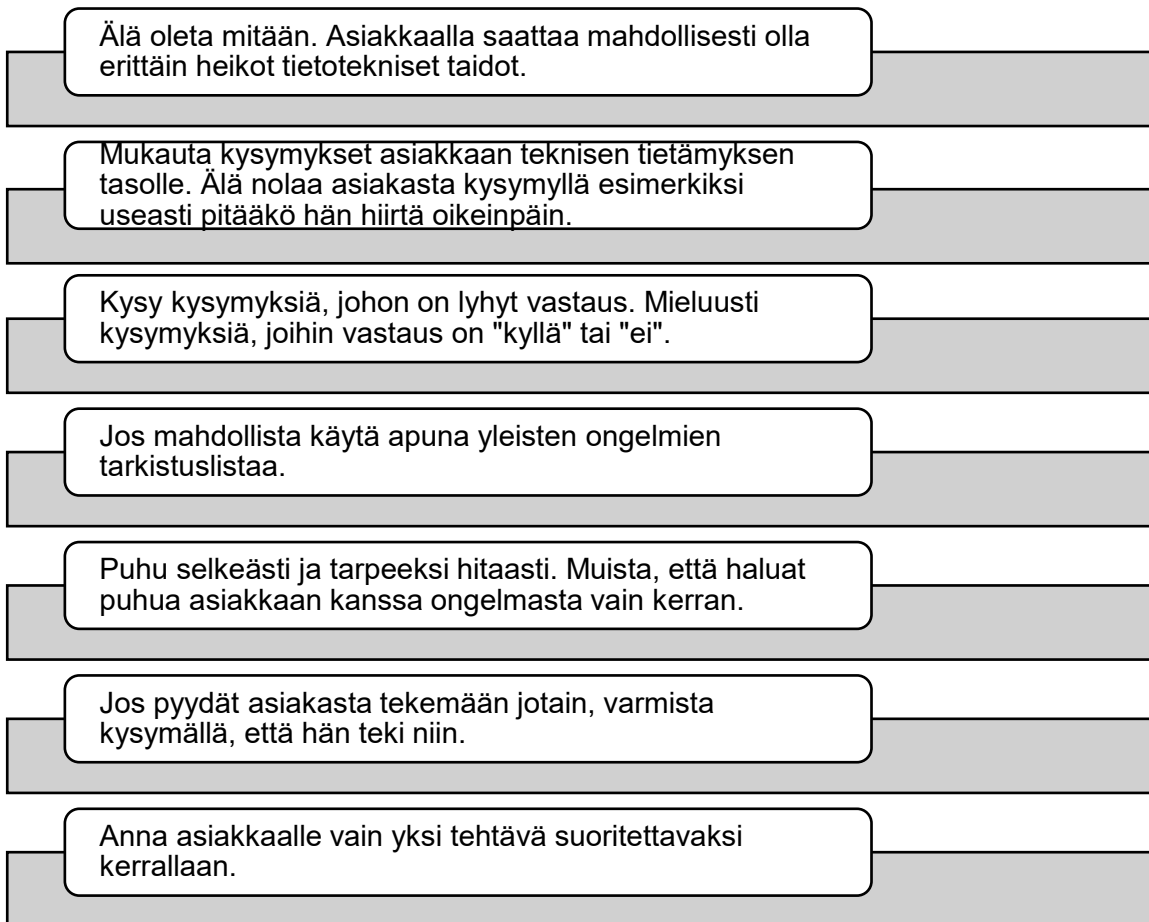 Älä oleta mitään. Asiakkaalla saattaa mahdollisesti olla
erittäin heikot tietotekniset taidot.
Mukauta kysymykset asiakkaan teknisen tietämyksen
tasolle. Älä nolaa asiakasta kysymyllä esimerkiksi
useasti pitääkö hän hiirtä oikeinpäin.
Kysy kysymyksiä, johon on lyhyt vastaus. Mieluusti
kysymyksiä, joihin vastaus on "kyllä" tai "ei".
Jos mahdollista käytä apuna yleisten ongelmien
tarkistuslistaa.
Puhu selkeästi ja tarpeeksi hitaasti. Muista, että haluat
puhua asiakkaan kanssa ongelmasta vain kerran.
Jos pyydät asiakasta tekemään jotain, varmista
kysymällä, että hän teki niin.
Anna asiakkaalle vain yksi tehtävä suoritettavaksi
kerrallaan.